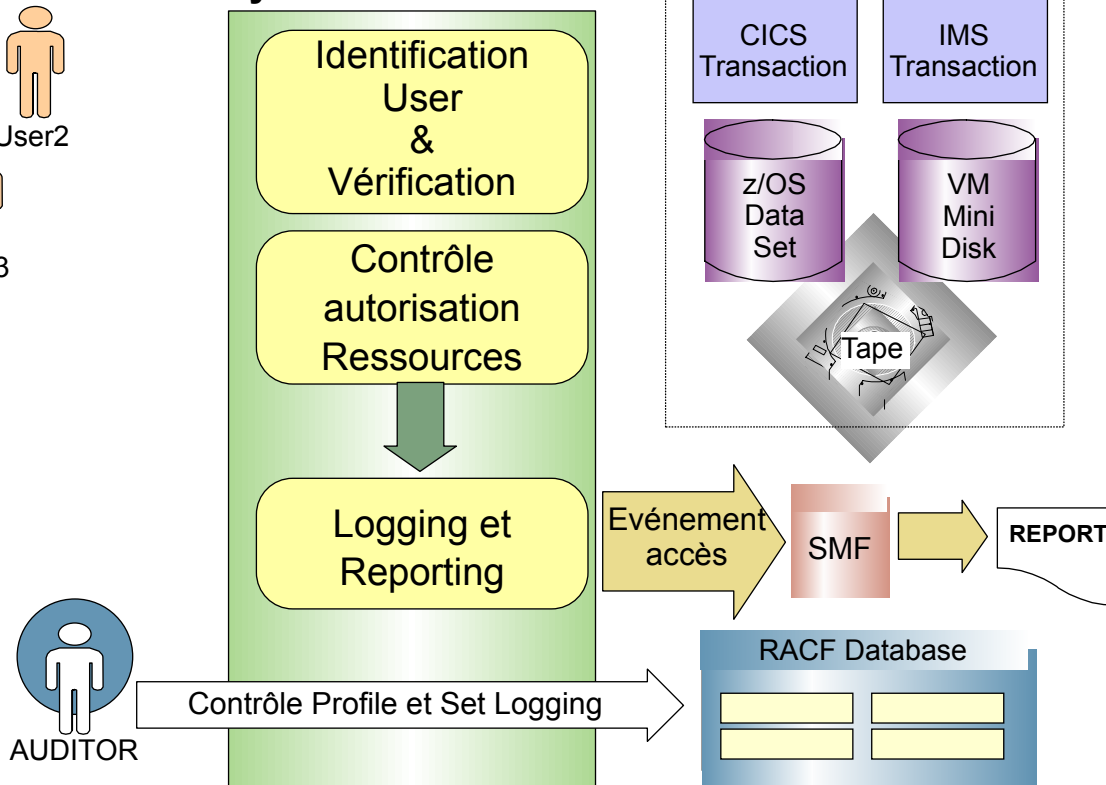 User2
3
Identification
User
&
Vérification
Contrôle
autorisation
Ressources
Logging et
Reporting
CICS
Transaction
IMS
Transaction
z/OS
Data
Set
VM
Mini
Disk
Tape
Evénement
accès
SMF
REPORT
RACF Database
Contrôle Profile et Set Logging
AUDITOR